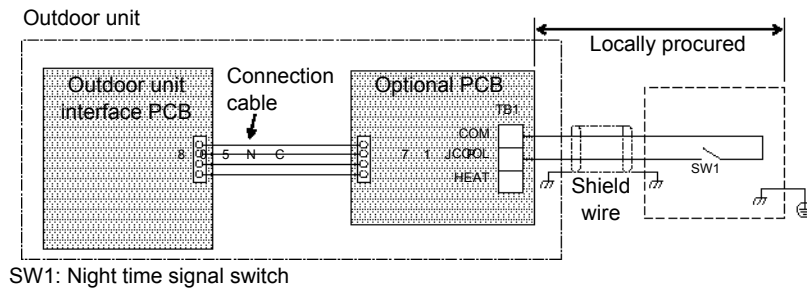 Outdoor unit
Locally procured
Outdoor unit
interface PCB
Connection
cable
Optional PCB
TB1
COM
COOL
HEAT
8 0 5 N C
7 1 J
SW1
Shield
wire
SW1: Night time signal switch